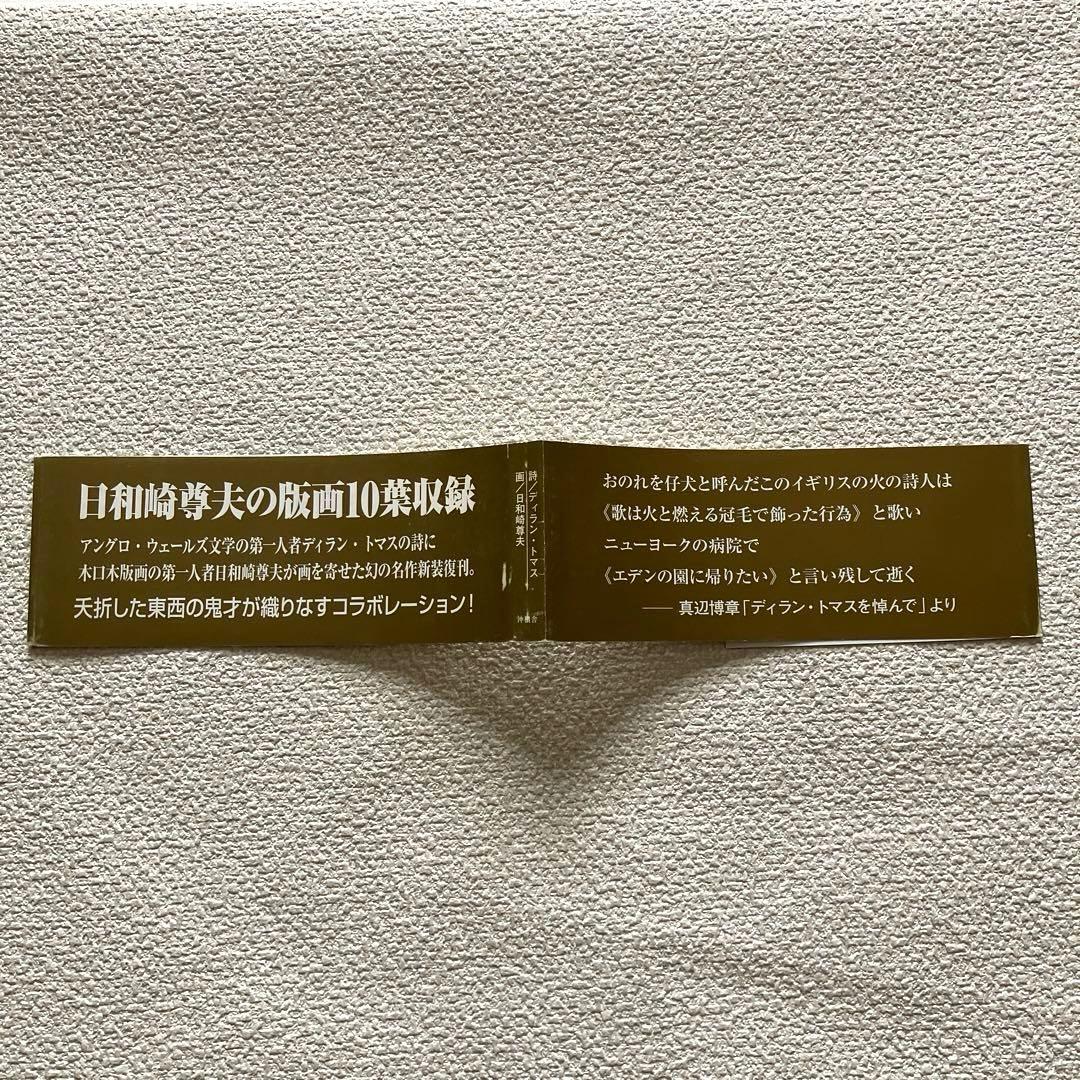 日和崎尊夫の版画10葉収録
アングロ・ウェールズ文学の第一人者ディラン・トマスの詩に
木口木版画の第一人者日和崎尊夫が画を寄せた幻の名作新装復刊。
夭折した東西の鬼才が織りなすコラボレーション!
詩/ディラン・トマス
画/日和崎尊夫
沖積舎
おのれを仔犬と呼んだこのイギリスの火の詩人は
《歌は火と燃える冠毛で飾った行為》と歌い
ニューヨークの病院で
《エデンの園に帰りたい》と言い残して逝く
――真辺博章「ディラン・トマスを悼んで」より